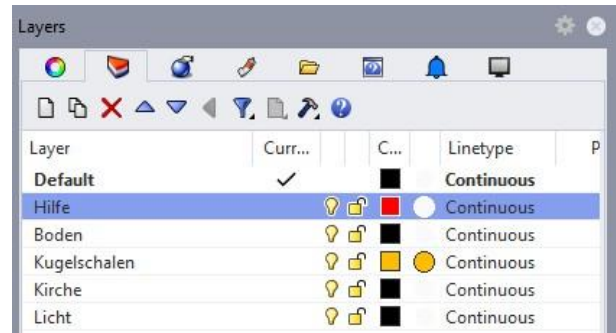 Layers
Layer Curr... C... Linetype P
Default Continuous
Hilfe Continuous
Boden Continuous
Kugelschalen Continuous
Kirche Continuous
Licht Continuous